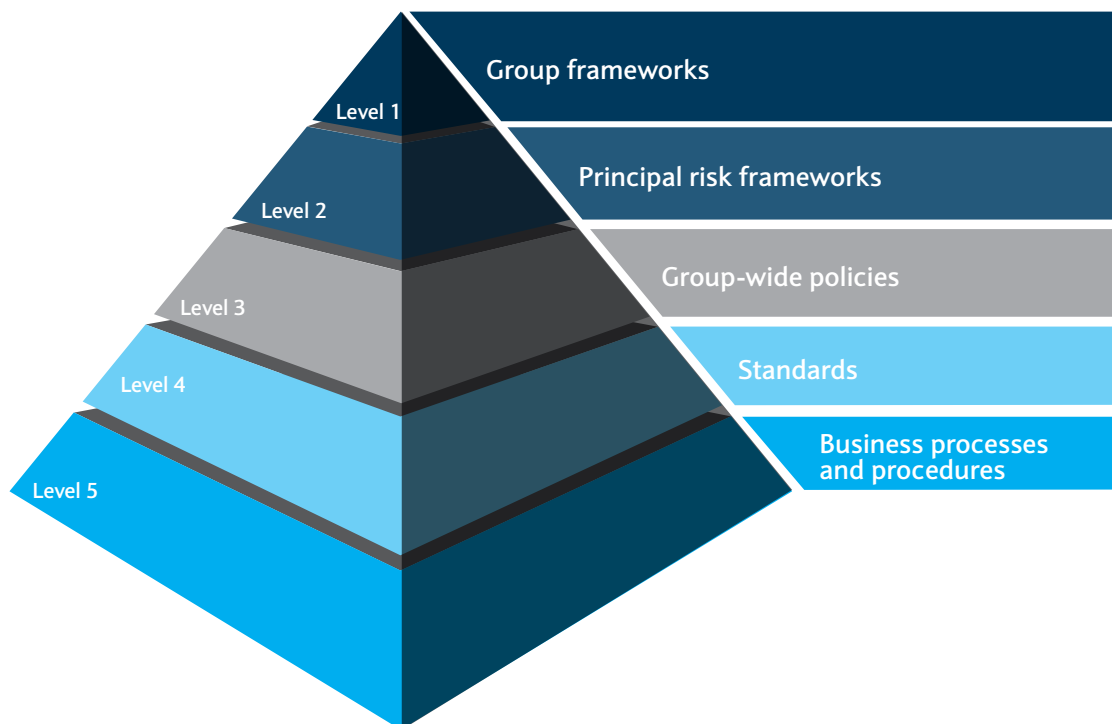 Level 1
Group frameworks
Level 2
Principal risk frameworks
Level 3
Group-wide policies
Level 4
Standards
Level 5
Business processes
and procedures